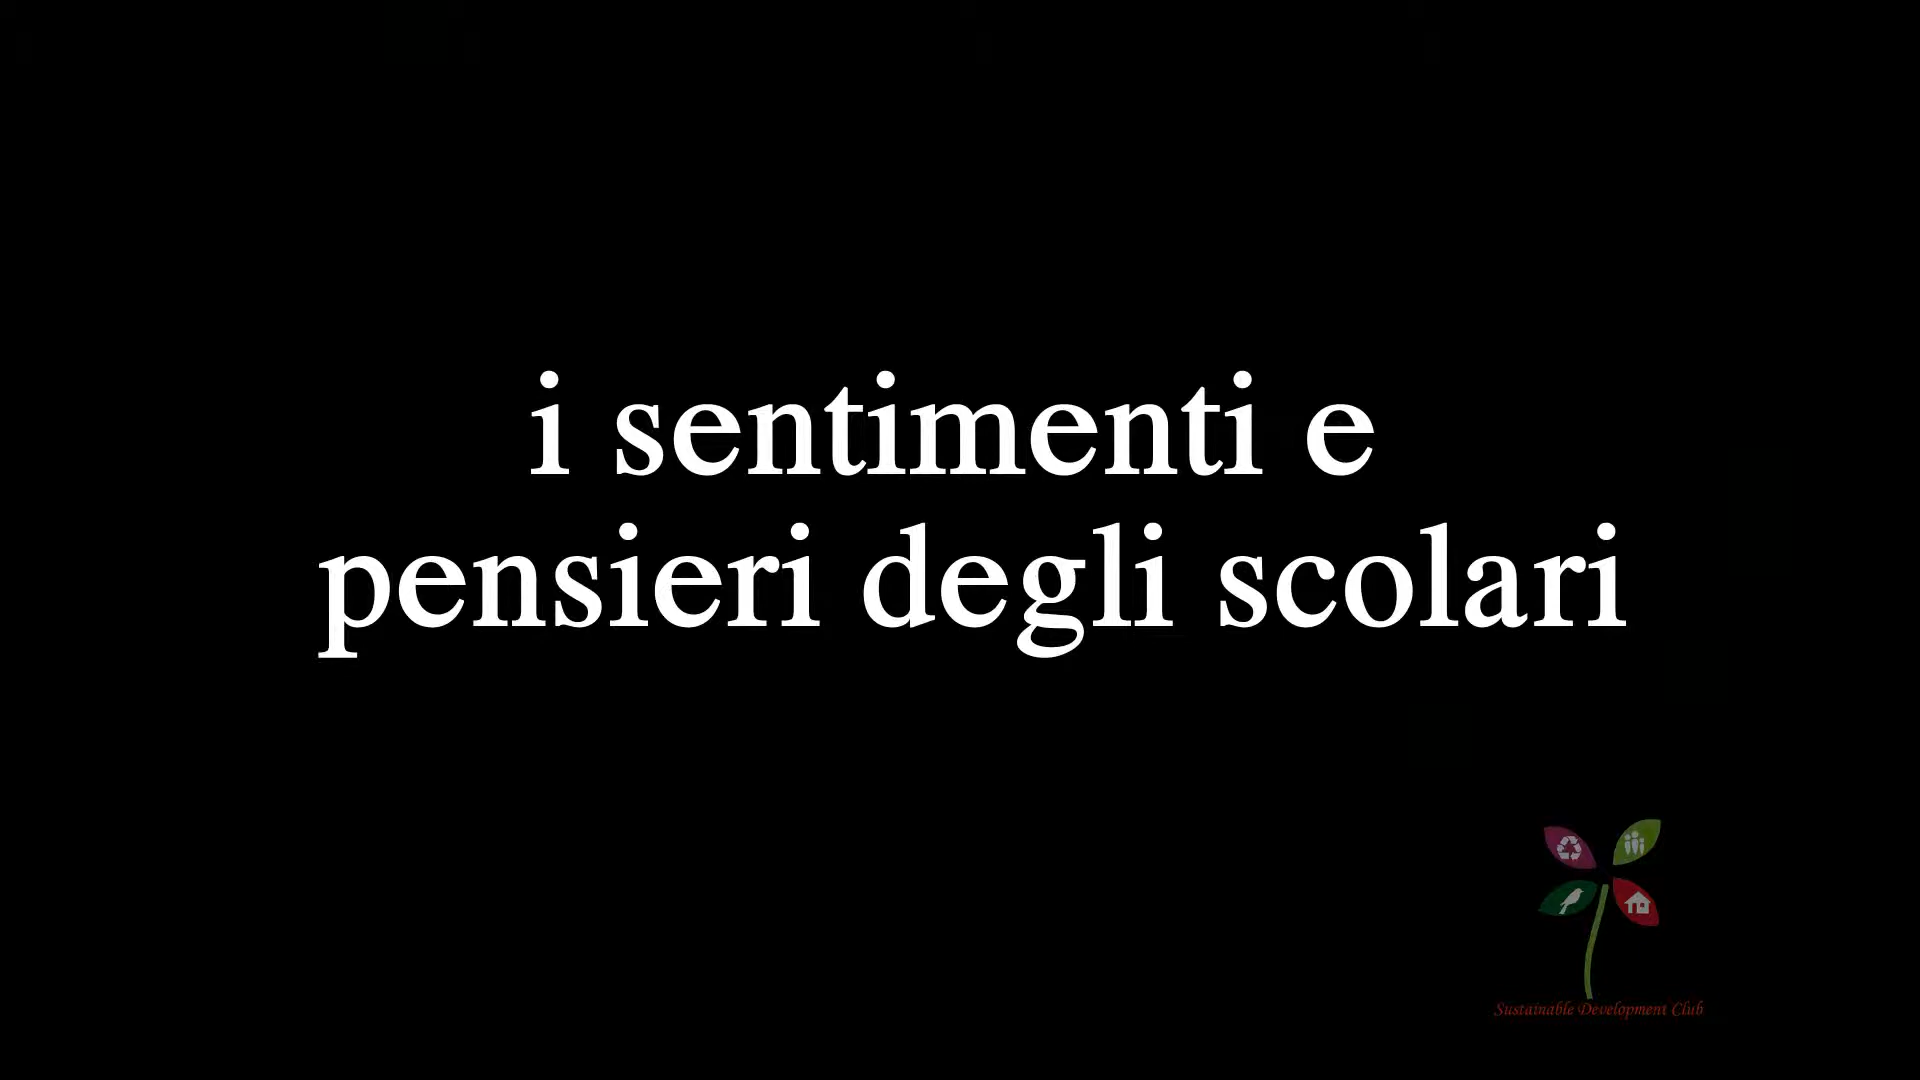 i sentimenti e
pensieri degli scolari
Sustainable Development Club